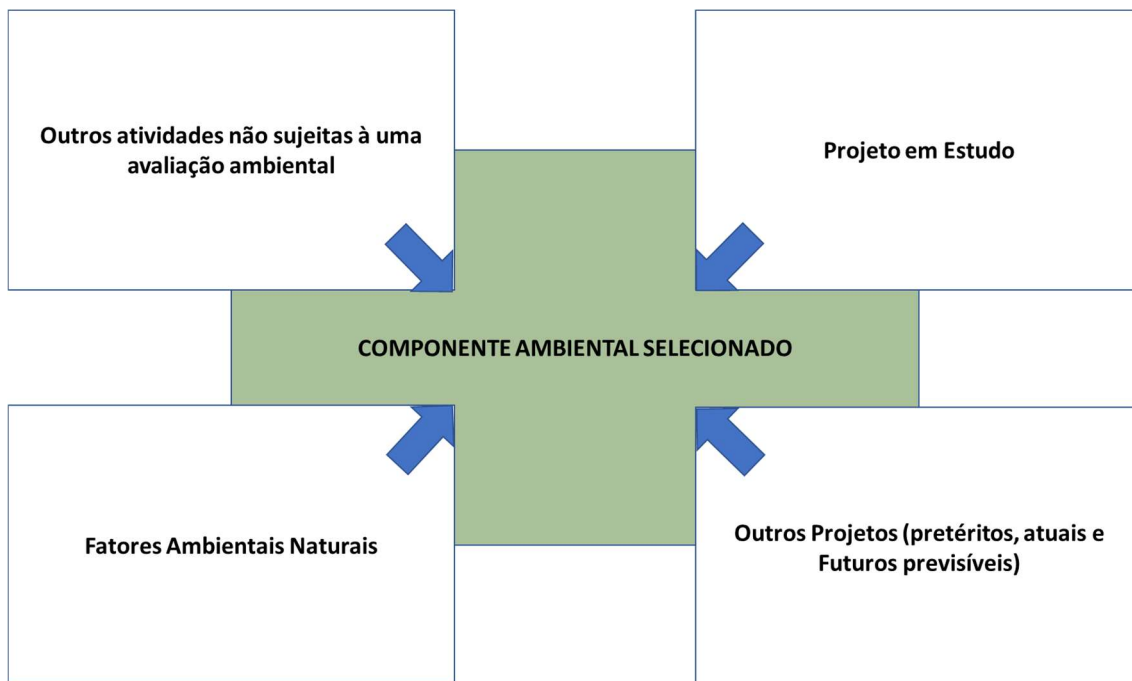 Outros atividades não sujeitas à uma
avaliação ambiental
Projeto em Estudo
COMPONENTE AMBIENTAL SELECIONADO
Fatores Ambientais Naturais
Outros Projetos (pretéritos, atuais e
Futuros previsíveis)